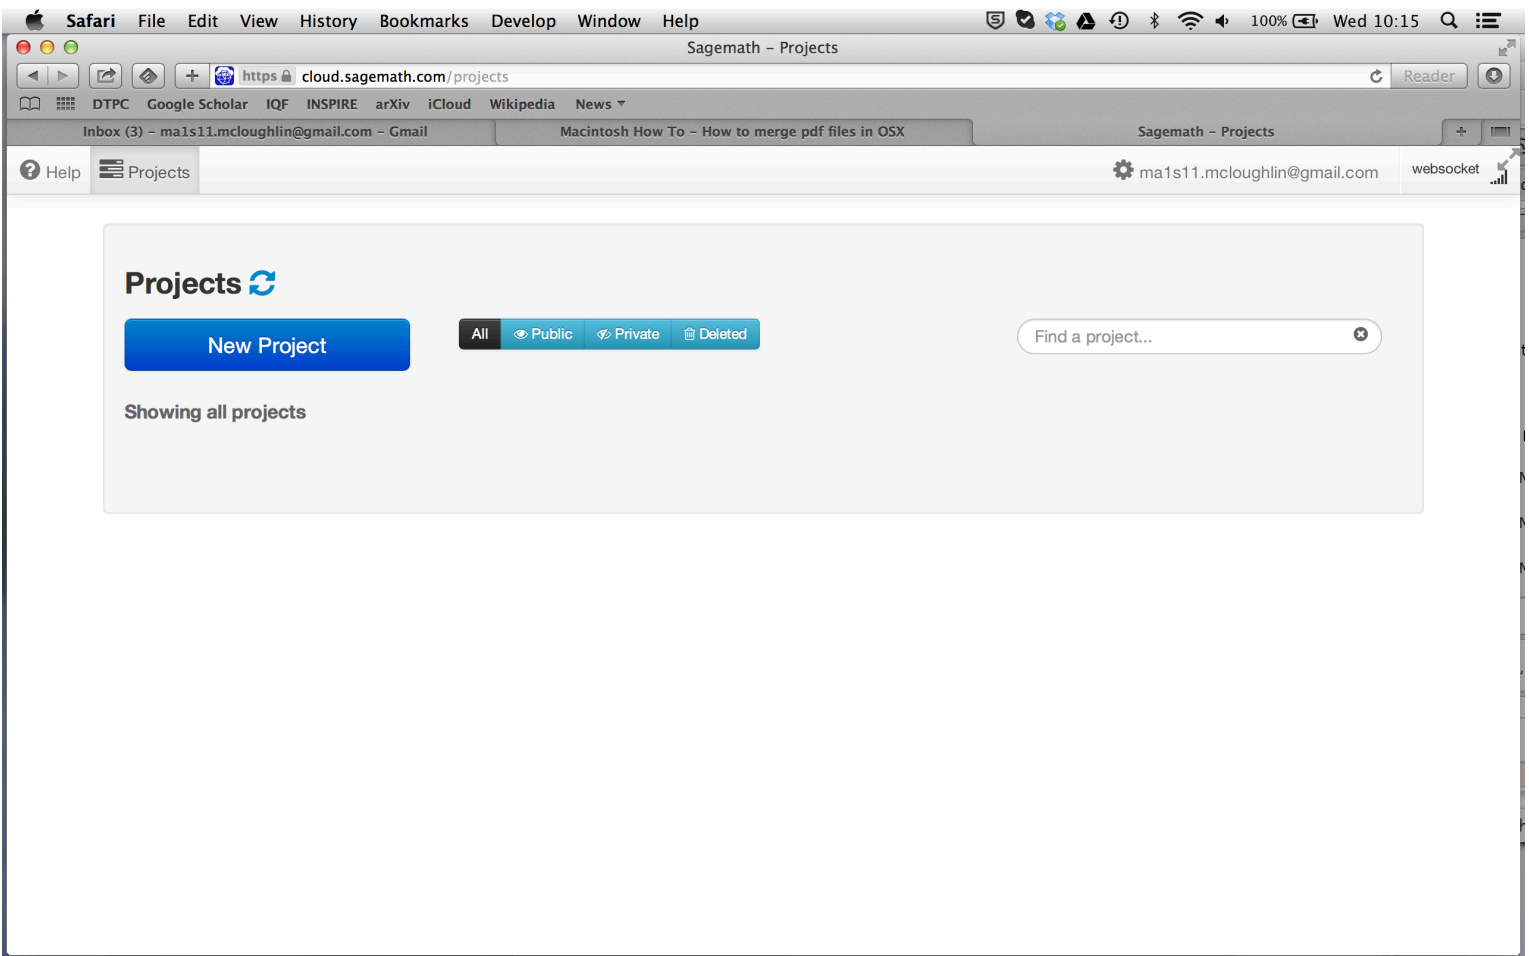 Safari File Edit View History Bookmarks Develop Window Help 100% Wed 10:15
Sagemath – Projects
https cloud.sagemath.com/projects Reader
DTPC Google Scholar IQF INSPIRE arXiv iCloud Wikipedia News
Inbox (3) – ma1s11.mcloughlin@gmail.com – Gmail Macintosh How To – How to merge pdf files in OSX Sagemath – Projects
Help Projects ma1s11.mcloughlin@gmail.com websocket
Projects
New Project All Public Private Deleted Find a project...
Showing all projects